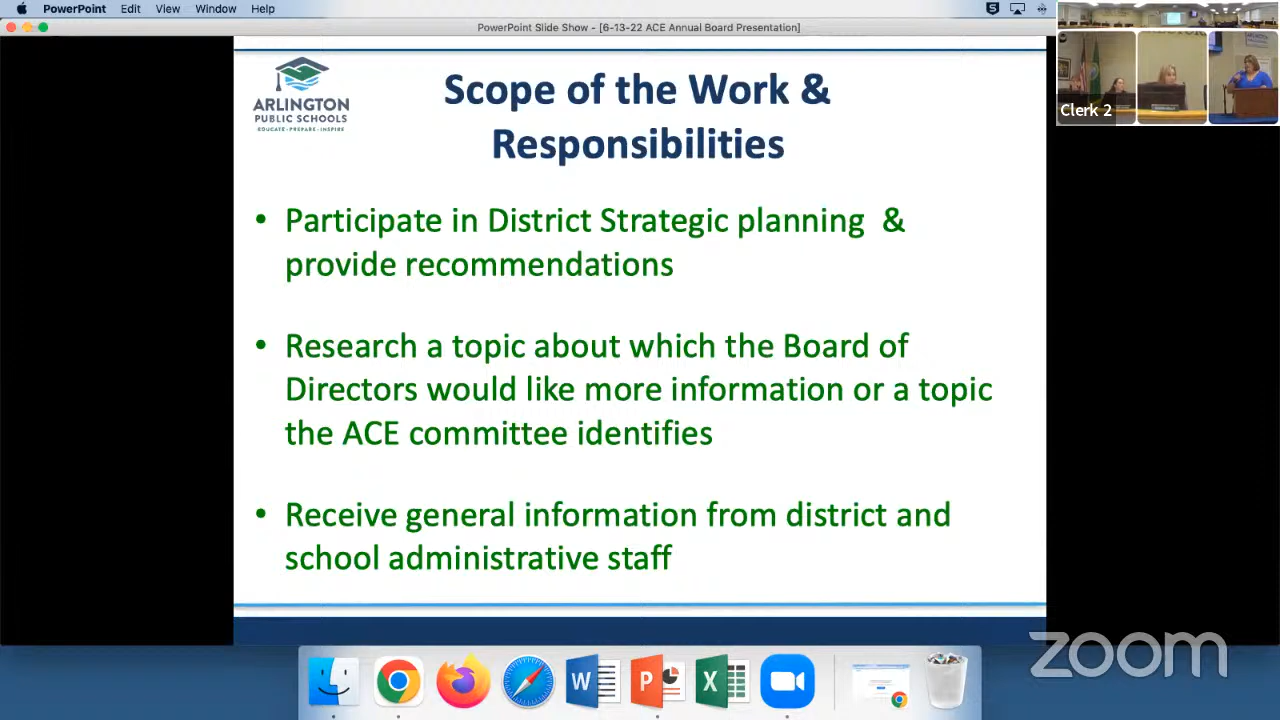 PowerPoint Edit View Window Help
PowerPoint Slide Show - [6-13-22 ACE Annual Board Presentation]
ARLINGTON
PUBLIC SCHOOLS
EDUCATE · PREPARE · INSPIRE
Scope of the Work &
Responsibilities
• Participate in District Strategic planning &
provide recommendations
• Research a topic about which the Board of
Directors would like more information or a topic
the ACE committee identifies
• Receive general information from district and
school administrative staff
Clerk 2
zoom
W
P
X